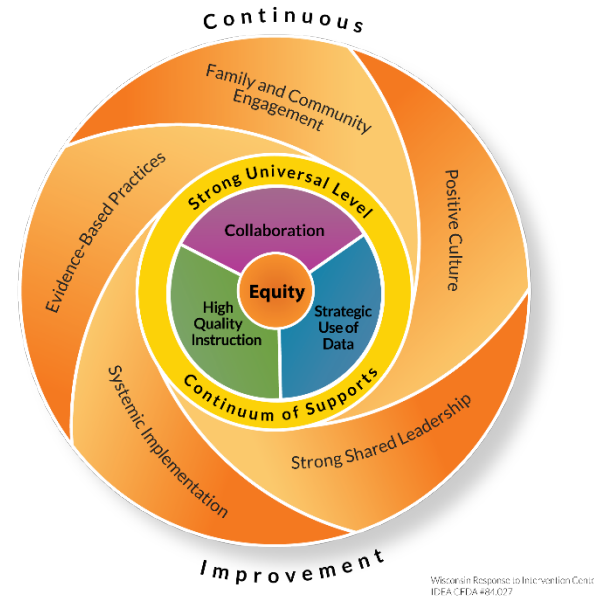 Continuous
Family and Community
Engagement
Positive Culture
Strong Shared Leadership
Systemic Implementation
Evidence-Based Practices
Strong Universal Level
Continuum of Supports
Collaboration
Strategic
Use of
Data
High
Quality
Instruction
Equity
Improvement
Wisconsin Response to Intervention
IDEA CFDA #84.027